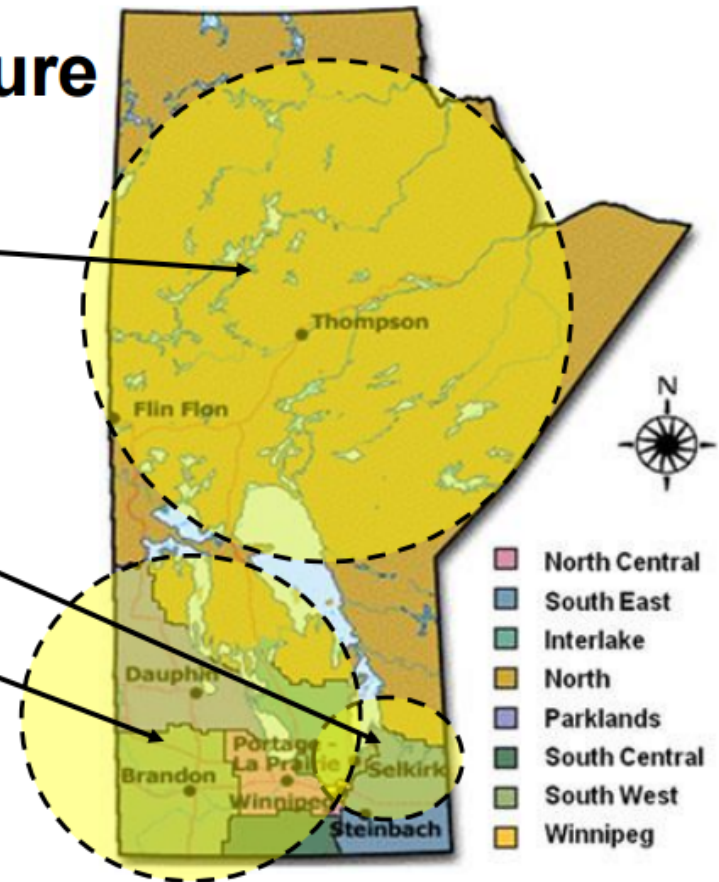 ure
Thompson
Flin Flon
N
North Central
South East
Interlake
North
Parklands
South Central
South West
Winnipeg
Dauphin
Portage -
La Prairie
Brandon
Selkirk
Winnipeg
Steinbach